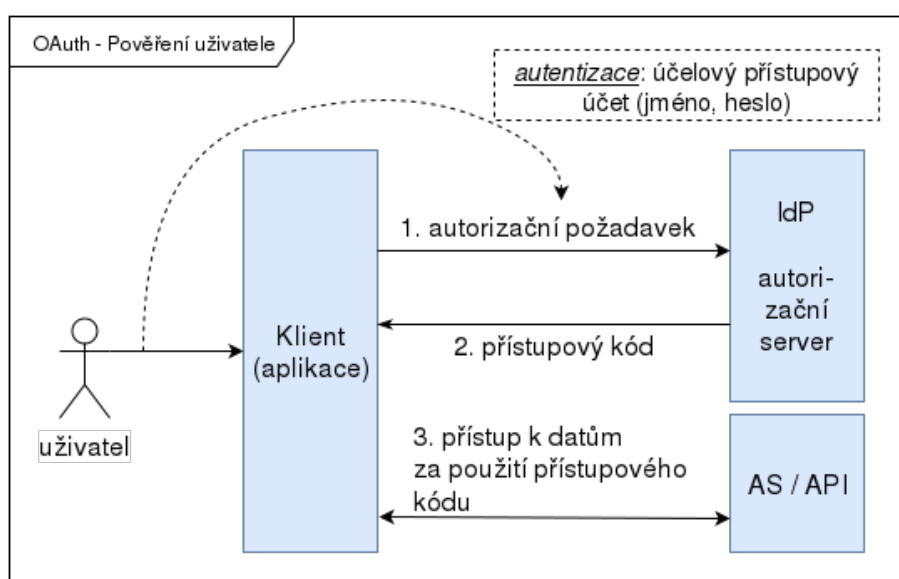 OAuth - Pověření uživatele
autentizace: účelový přístupový
účet (jméno, heslo)
1. autorizační požadavek
IdP
autori-
zační
server
Klient
(aplikace)
2. přístupový kód
uživatel
3. přístup k datům
za použití přístupového
kódu
AS / API